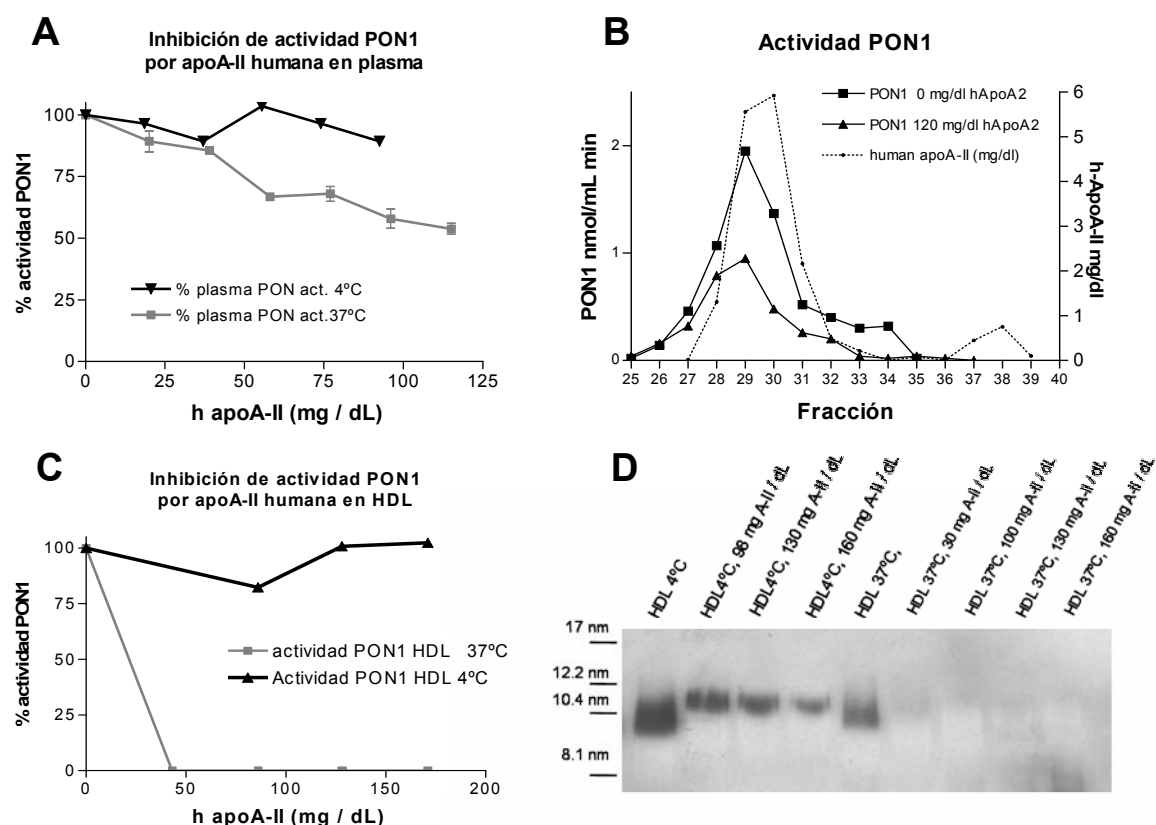 A
Inhibición de actividad PON1
por apoA-II humana en plasma
% actividad PON1
100
75
50
25
0
% plasma PON act. 4ºC
% plasma PON act.37ºC
0 25 50 75 100 125
h apoA-II (mg / dL)
B
Actividad PON1
PON1 nmol/mL min
2
1
0
PON1 0 mg/dl hApoA2
PON1 120 mg/dl hApoA2
human apoA-II (mg/dl)
6
5
4
3
2
1
0
h-ApoA-II mg/dl
25 26 27 28 29 30 31 32 33 34 35 36 37 38 39 40
Fracción
C
Inhibición de actividad PON1
por apoA-II humana en HDL
% actividad PON1
100
75
50
25
0
actividad PON1 HDL 37ºC
Actividad PON1 HDL 4ºC
0 50 100 150 200
h apoA-II (mg / dL)
D
HDL 4ºC
HDL4ºC, 98 mg A-II / dL
HDL4ºC, 130 mg A-II / dL
HDL4ºC, 160 mg A-II / dL
HDL 37ºC,
HDL 37ºC, 30 mg A-II / dL
HDL 37ºC, 100 mg A-II / dL
HDL 37ºC, 130 mg A-II / dL
HDL 37ºC, 160 mg A-II / dL
17 nm
12.2 nm
10.4 nm
8.1 nm